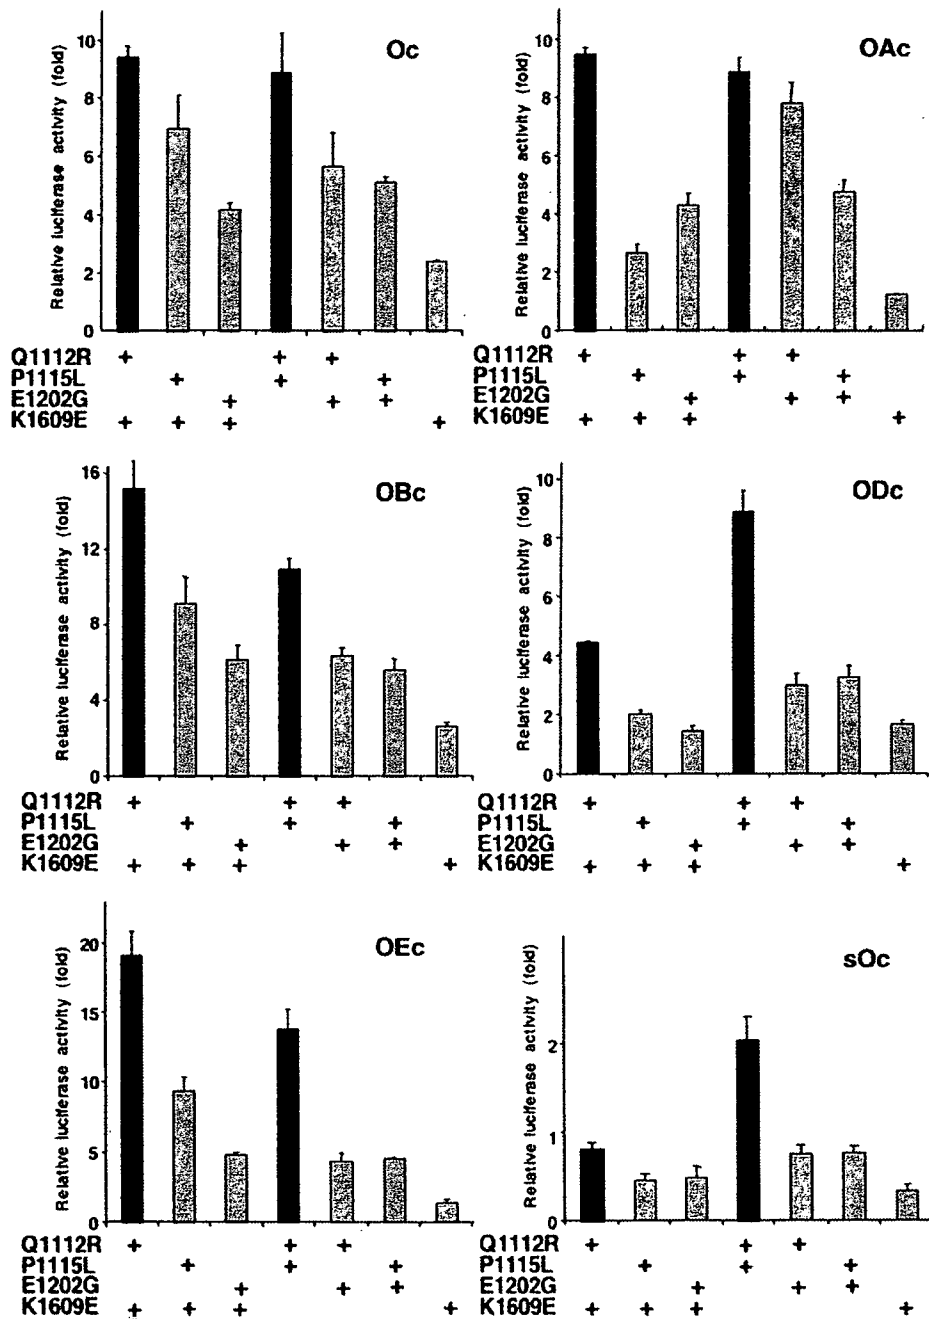 Oc
Relative luciferase activity (fold)
10
8
6
4
2
0
Q1112R + + +
P1115L + + +
E1202G + + +
K1609E + + + +
OAc
Relative luciferase activity (fold)
10
8
6
4
2
0
Q1112R + + +
P1115L + + +
E1202G + + +
K1609E + + + +
OBc
Relative luciferase activity (fold)
16
12
8
4
0
Q1112R + + +
P1115L + + +
E1202G + + +
K1609E + + + +
ODc
Relative luciferase activity (fold)
10
8
6
4
2
0
Q1112R + + +
P1115L + + +
E1202G + + +
K1609E + + + +
OEc
Relative luciferase activity (fold)
20
15
10
5
0
Q1112R + + +
P1115L + + +
E1202G + + +
K1609E + + + +
sOc
Relative luciferase activity (fold)
2
1
0
Q1112R + + +
P1115L + + +
E1202G + + +
K1609E + + + +